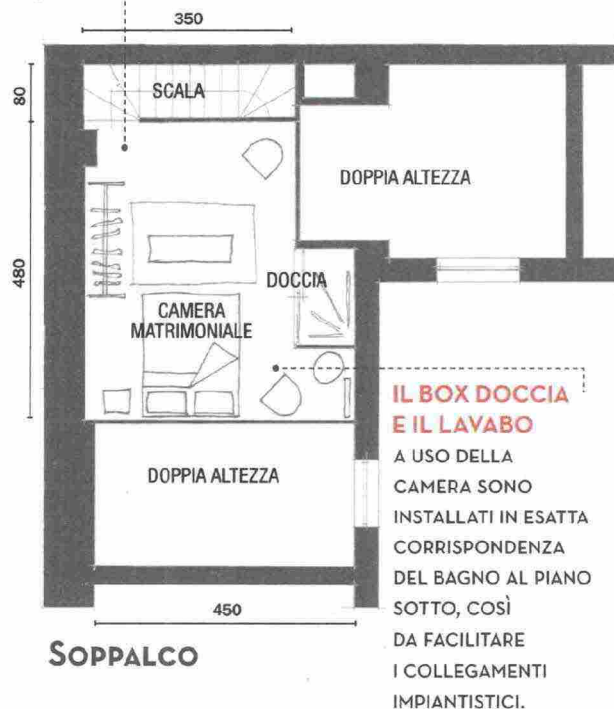 350
80
SCALA
DOPPIA ALTEZZA
480
DOCCIA
CAMERA
MATRIMONIALE
IL BOX DOCCIA
E IL LAVABO
A USO DELLA
CAMERA SONO
INSTALLATI IN ESATTA
CORRISPONDENZA
DEL BAGNO AL PIANO
SOTTO, COSÌ
DA FACILITARE
I COLLEGAMENTI
IMPIANTISTICI.
DOPPIA ALTEZZA
450
SOPPALCO